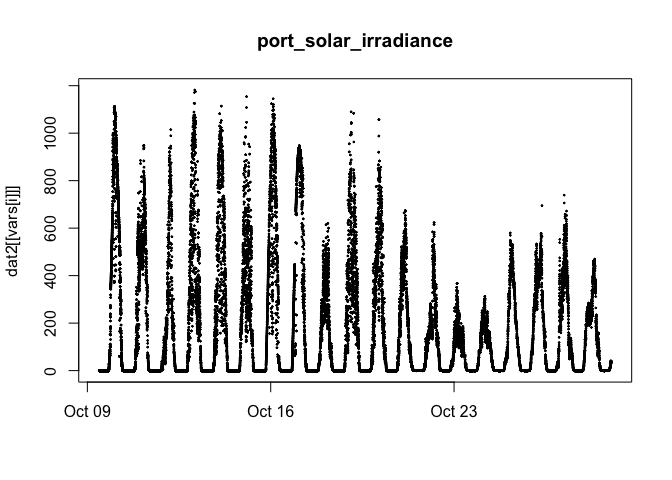 port_solar_irradiance
dat2[[vars[i]]]
1000
800
600
400
200
0
Oct 09
Oct 16
Oct 23